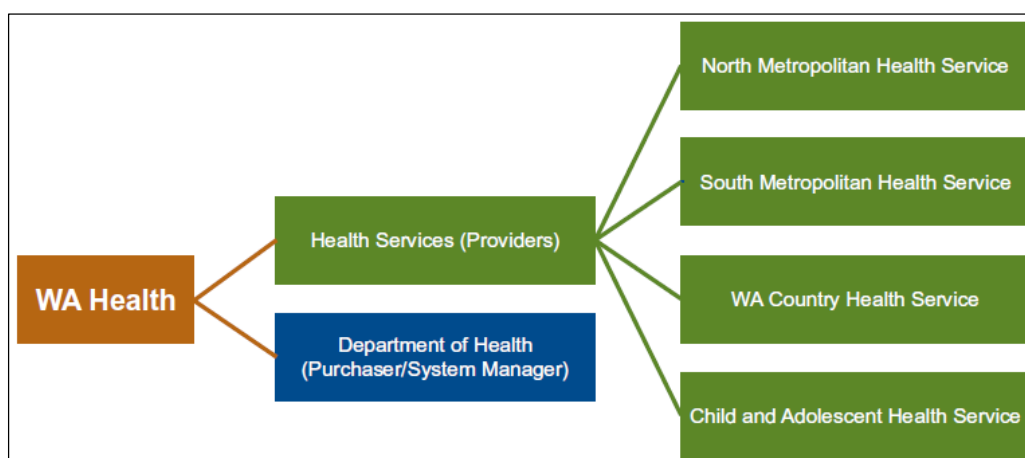 WA Health
Health Services (Providers)
Department of Health
(Purchaser/System Manager)
North Metropolitan Health Service
South Metropolitan Health Service
WA Country Health Service
Child and Adolescent Health Service